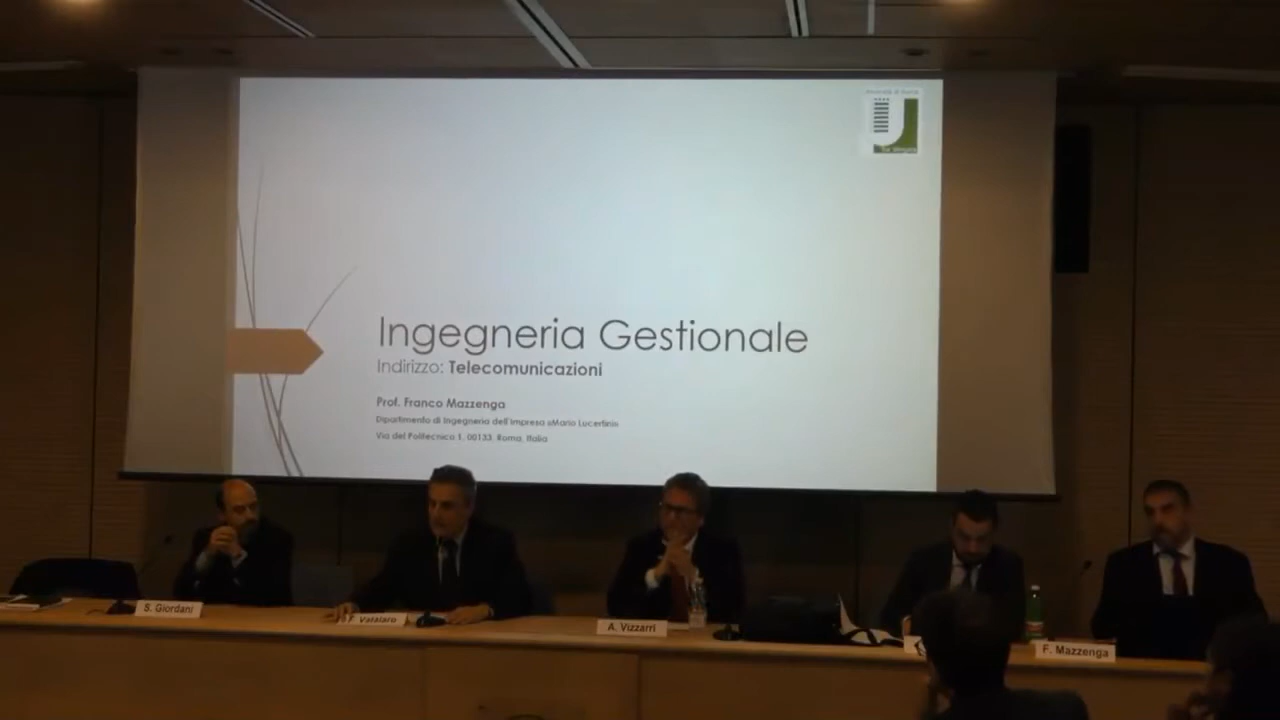 Ingegneria Gestionale
Indirizzo: Telecomunicazioni
Prof. Franco Mazzenga
Dipartimento di Ingegneria dell'Impresa «Mario Lucertini»
Via del Politecnico 1, 00133, Roma, Italia
S. Giordani
F. Vatalaro
A. Vizzarri
F. Mazzenga